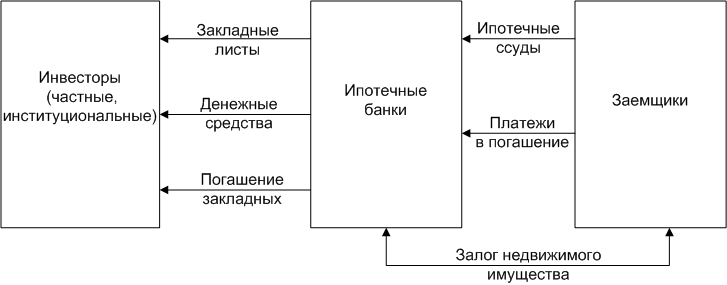 Инвесторы
(частные,
институциональные)
Закладные
листы
Денежные
средства
Погашение
закладных
Ипотечные
банки
Ипотечные
ссуды
Платежи
в погашение
Заемщики
Залог недвижимого
имущества